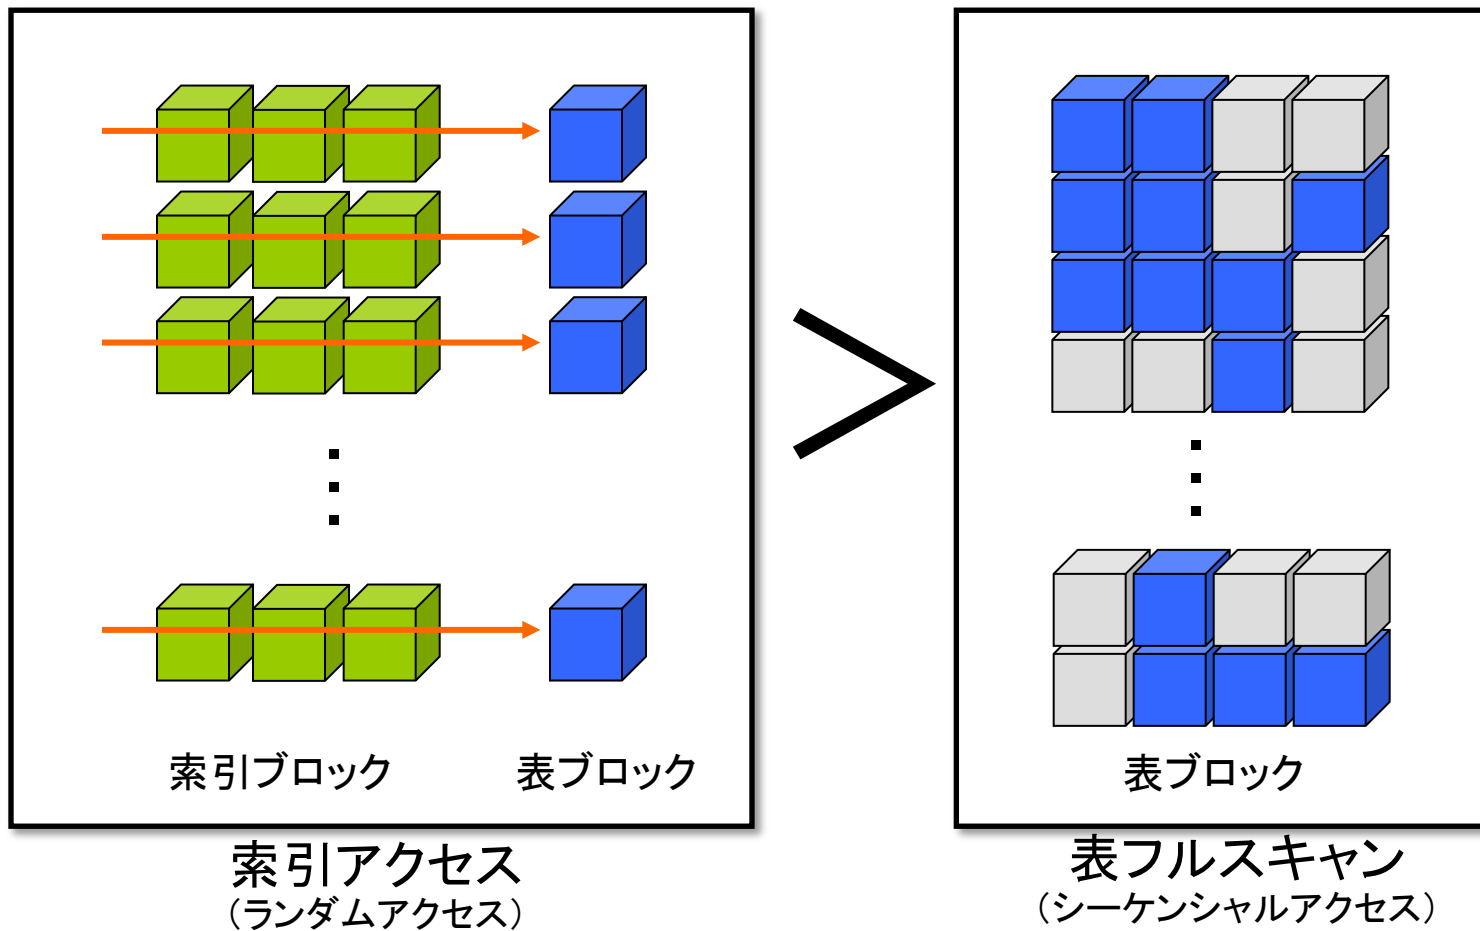 索引ブロック
表ブロック
索引アクセス
（ランダムアクセス）
>
表ブロック
表フルスキャン
（シーケンシャルアクセス）